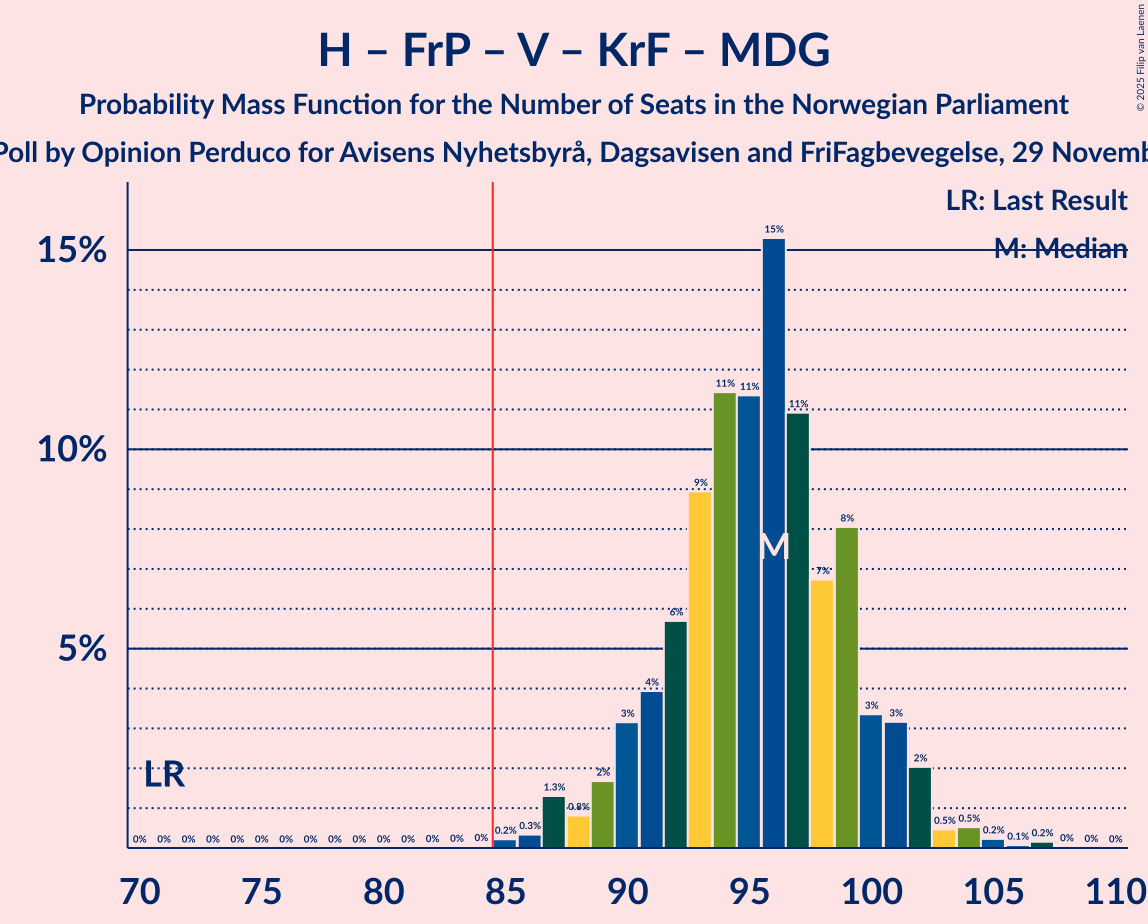 H – FrP – V – KrF – MDG
Probability Mass Function for the Number of Seats in the Norwegian Parliament
Poll by Opinion Perduco for Avisens Nyhetsbyrå, Dagsavisen and FriFagbevegelse, 29 Novemb
© 2025 Filip van Laenen
LR: Last Result
M: Median
15%
10%
5%
15%
11% 11% 11%
9%
8%
M
7%
6%
4%
3% 3% 3%
LR
2% 2%
1.3% 0.8%
0% 0% 0% 0% 0% 0% 0% 0% 0% 0% 0% 0% 0% 0% 0% 0.2% 0.3% 0.5% 0.5% 0.2% 0.1% 0.2% 0% 0% 0%
70 75 80 85 90 95 100 105 110